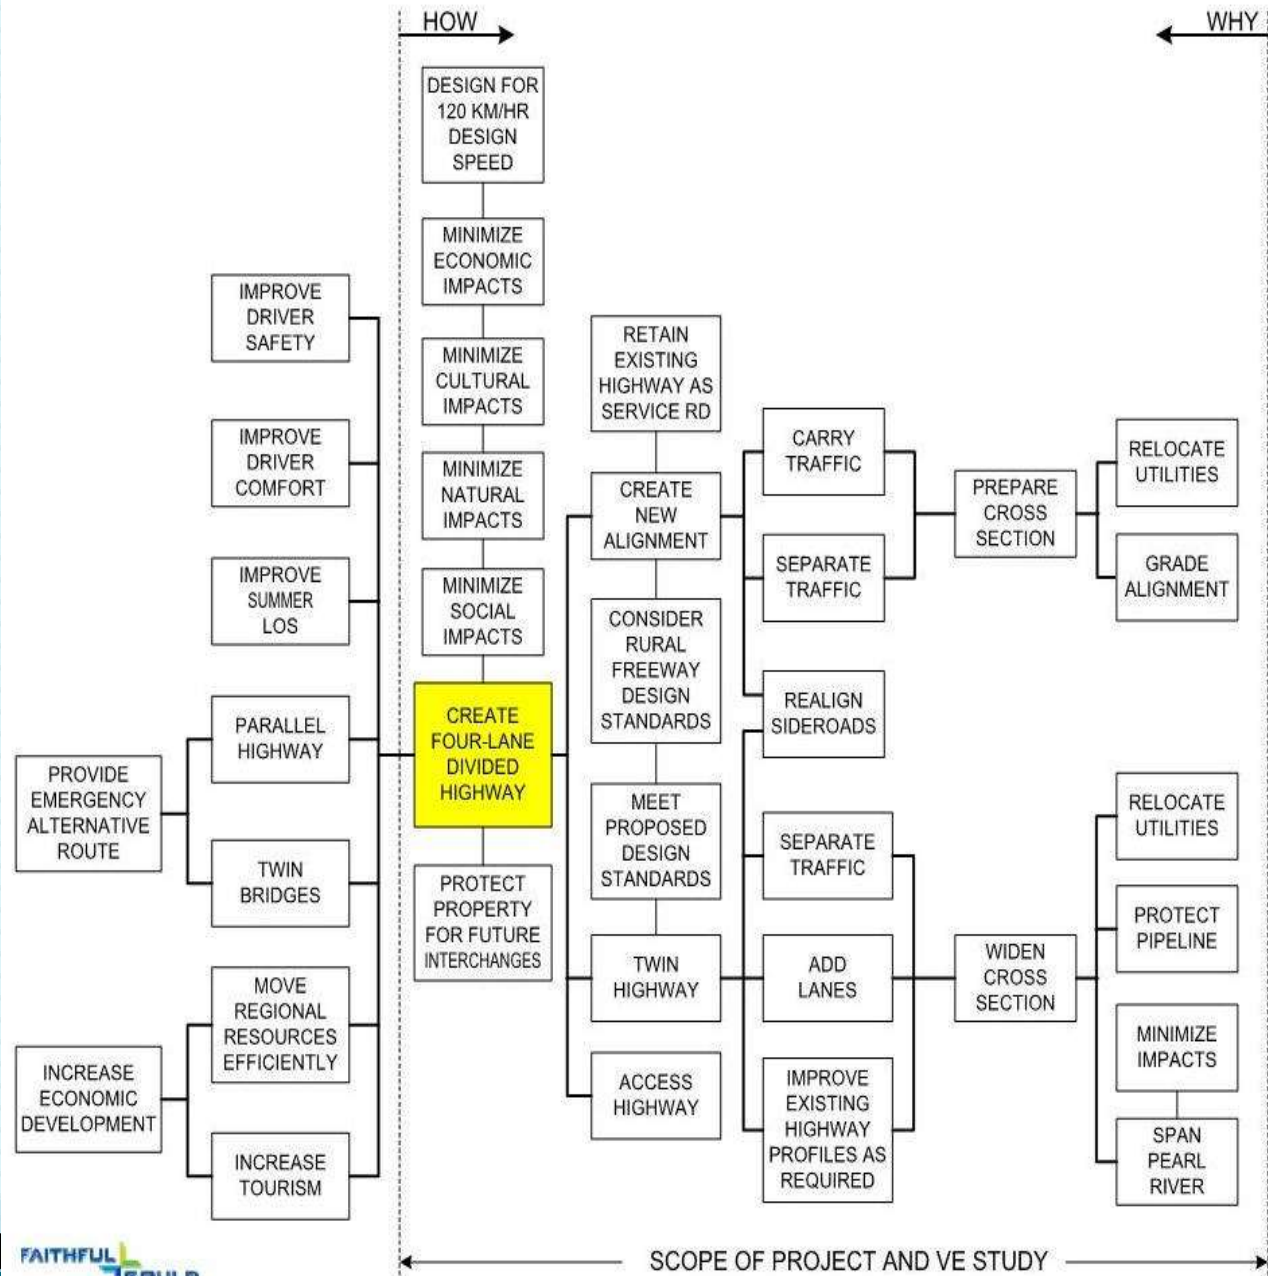 HOW
WHY
DESIGN FOR
120 KM/HR
DESIGN
SPEED
MINIMIZE
ECONOMIC
IMPACTS
MINIMIZE
CULTURAL
IMPACTS
MINIMIZE
NATURAL
IMPACTS
MINIMIZE
SOCIAL
IMPACTS
CREATE
FOUR-LANE
DIVIDED
HIGHWAY
PROTECT
PROPERTY
FOR FUTURE
INTERCHANGES
IMPROVE
DRIVER
SAFETY
IMPROVE
DRIVER
COMFORT
IMPROVE
SUMMER
LOS
PARALLEL
HIGHWAY
TWIN
BRIDGES
MOVE
REGIONAL
RESOURCES
EFFICIENTLY
INCREASE
TOURISM
PROVIDE
EMERGENCY
ALTERNATIVE
ROUTE
INCREASE
ECONOMIC
DEVELOPMENT
RETAIN
EXISTING
HIGHWAY AS
SERVICE RD
CREATE
NEW
ALIGNMENT
CONSIDER
RURAL
FREEWAY
DESIGN
STANDARDS
MEET
PROPOSED
DESIGN
STANDARDS
TWIN
HIGHWAY
ACCESS
HIGHWAY
CARRY
TRAFFIC
SEPARATE
TRAFFIC
REALIGN
SIDEROADS
SEPARATE
TRAFFIC
ADD
LANES
IMPROVE
EXISTING
HIGHWAY
PROFILES AS
REQUIRED
PREPARE
CROSS
SECTION
WIDEN
CROSS
SECTION
RELOCATE
UTILITIES
GRADE
ALIGNMENT
RELOCATE
UTILITIES
PROTECT
PIPELINE
MINIMIZE
IMPACTS
SPAN
PEARL
RIVER
SCOPE OF PROJECT AND VE STUDY
FAITHFUL